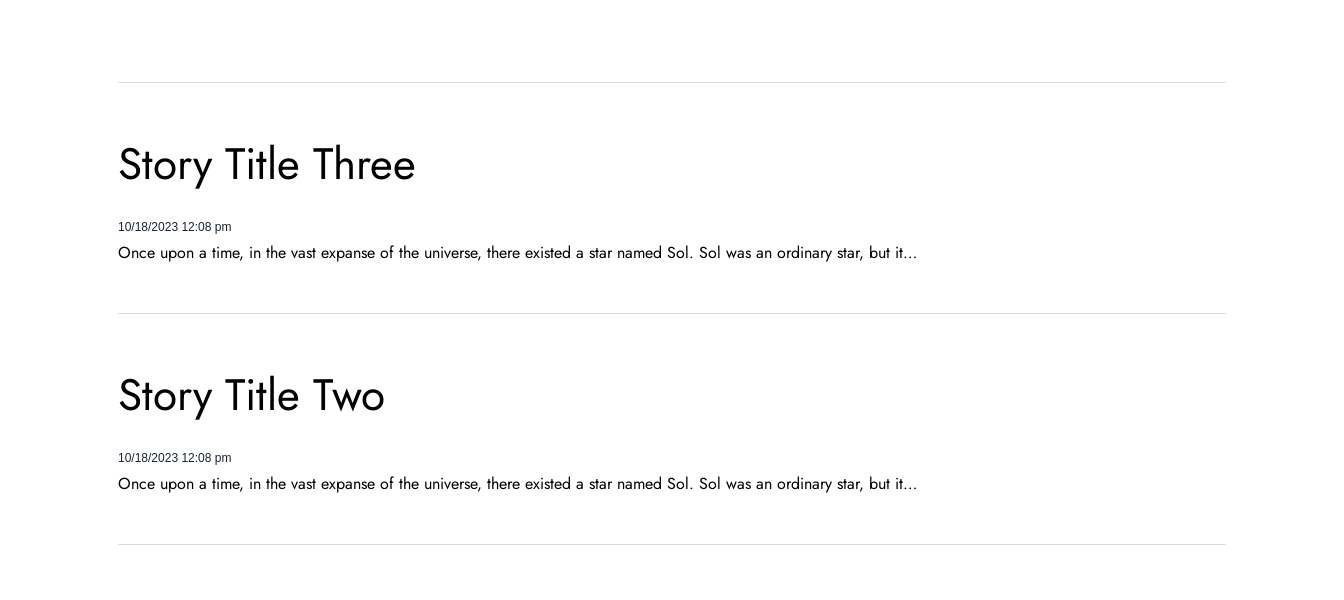 Story Title Three
10/18/2023 12:08 pm
Once upon a time, in the vast expanse of the universe, there existed a star named Sol. Sol was an ordinary star, but it...
Story Title Two
10/18/2023 12:08 pm
Once upon a time, in the vast expanse of the universe, there existed a star named Sol. Sol was an ordinary star, but it...